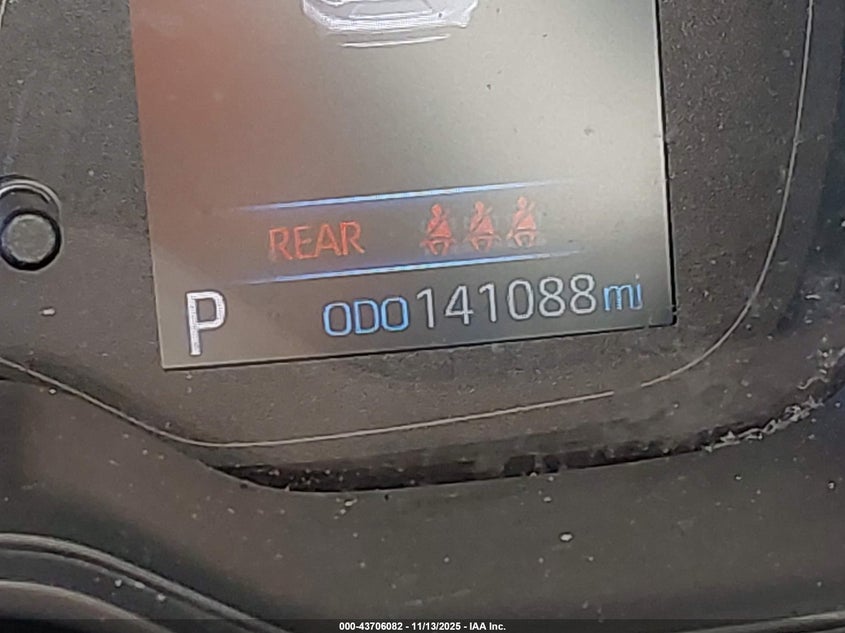 REAR
P ODO 141088 mi
000-43706082 - 11/13/2025 - IAA Inc.